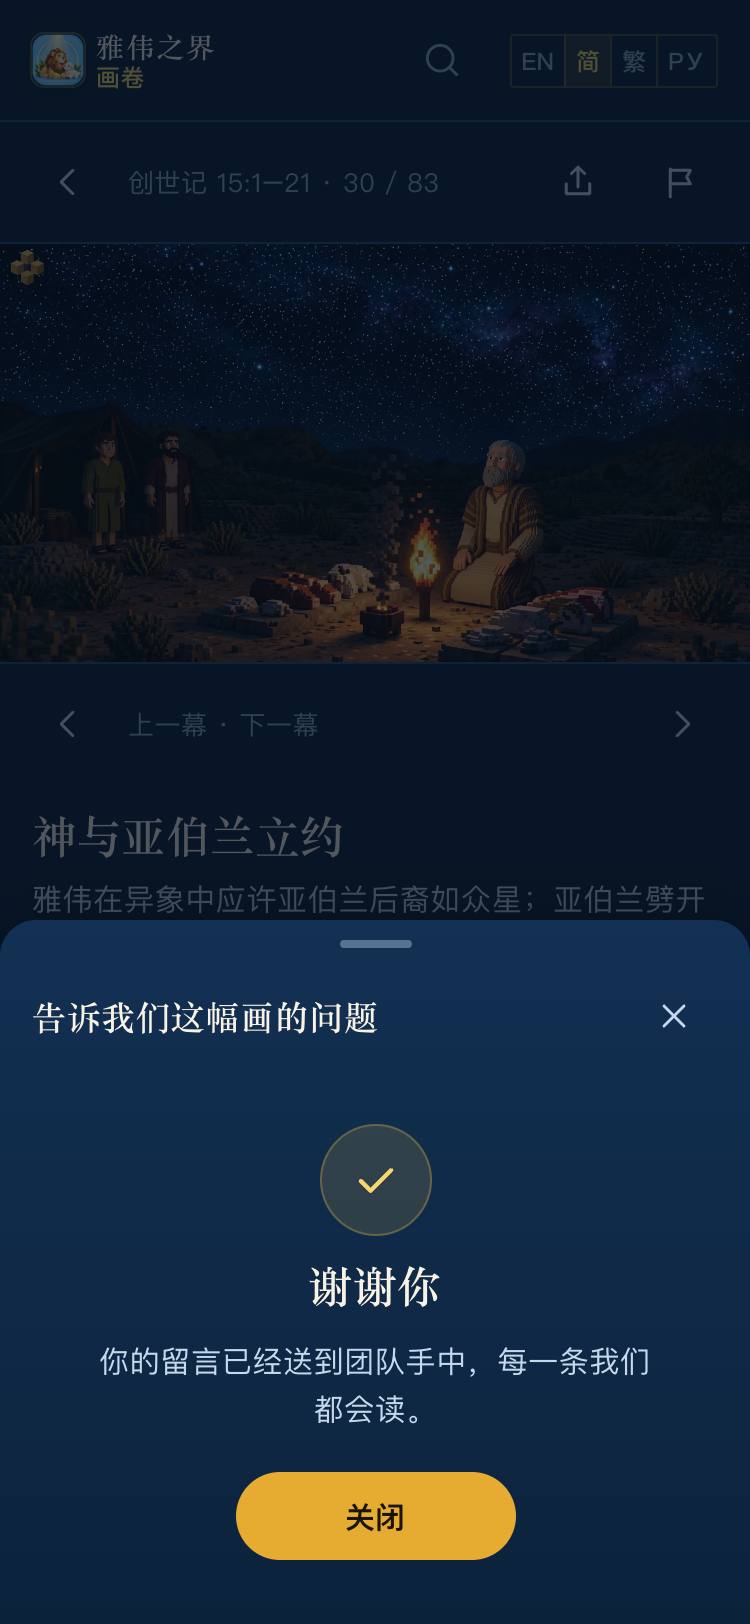 雅伟之界
画卷
EN 简 繁 РУ
创世记 15:1–21 · 30 / 83
上一幕 · 下一幕
神与亚伯兰立约
雅伟在异象中应许亚伯兰后裔如众星；亚伯兰劈开
告诉我们这幅画的问题
谢谢你
你的留言已经送到团队手中，每一条我们
都会读。
关闭